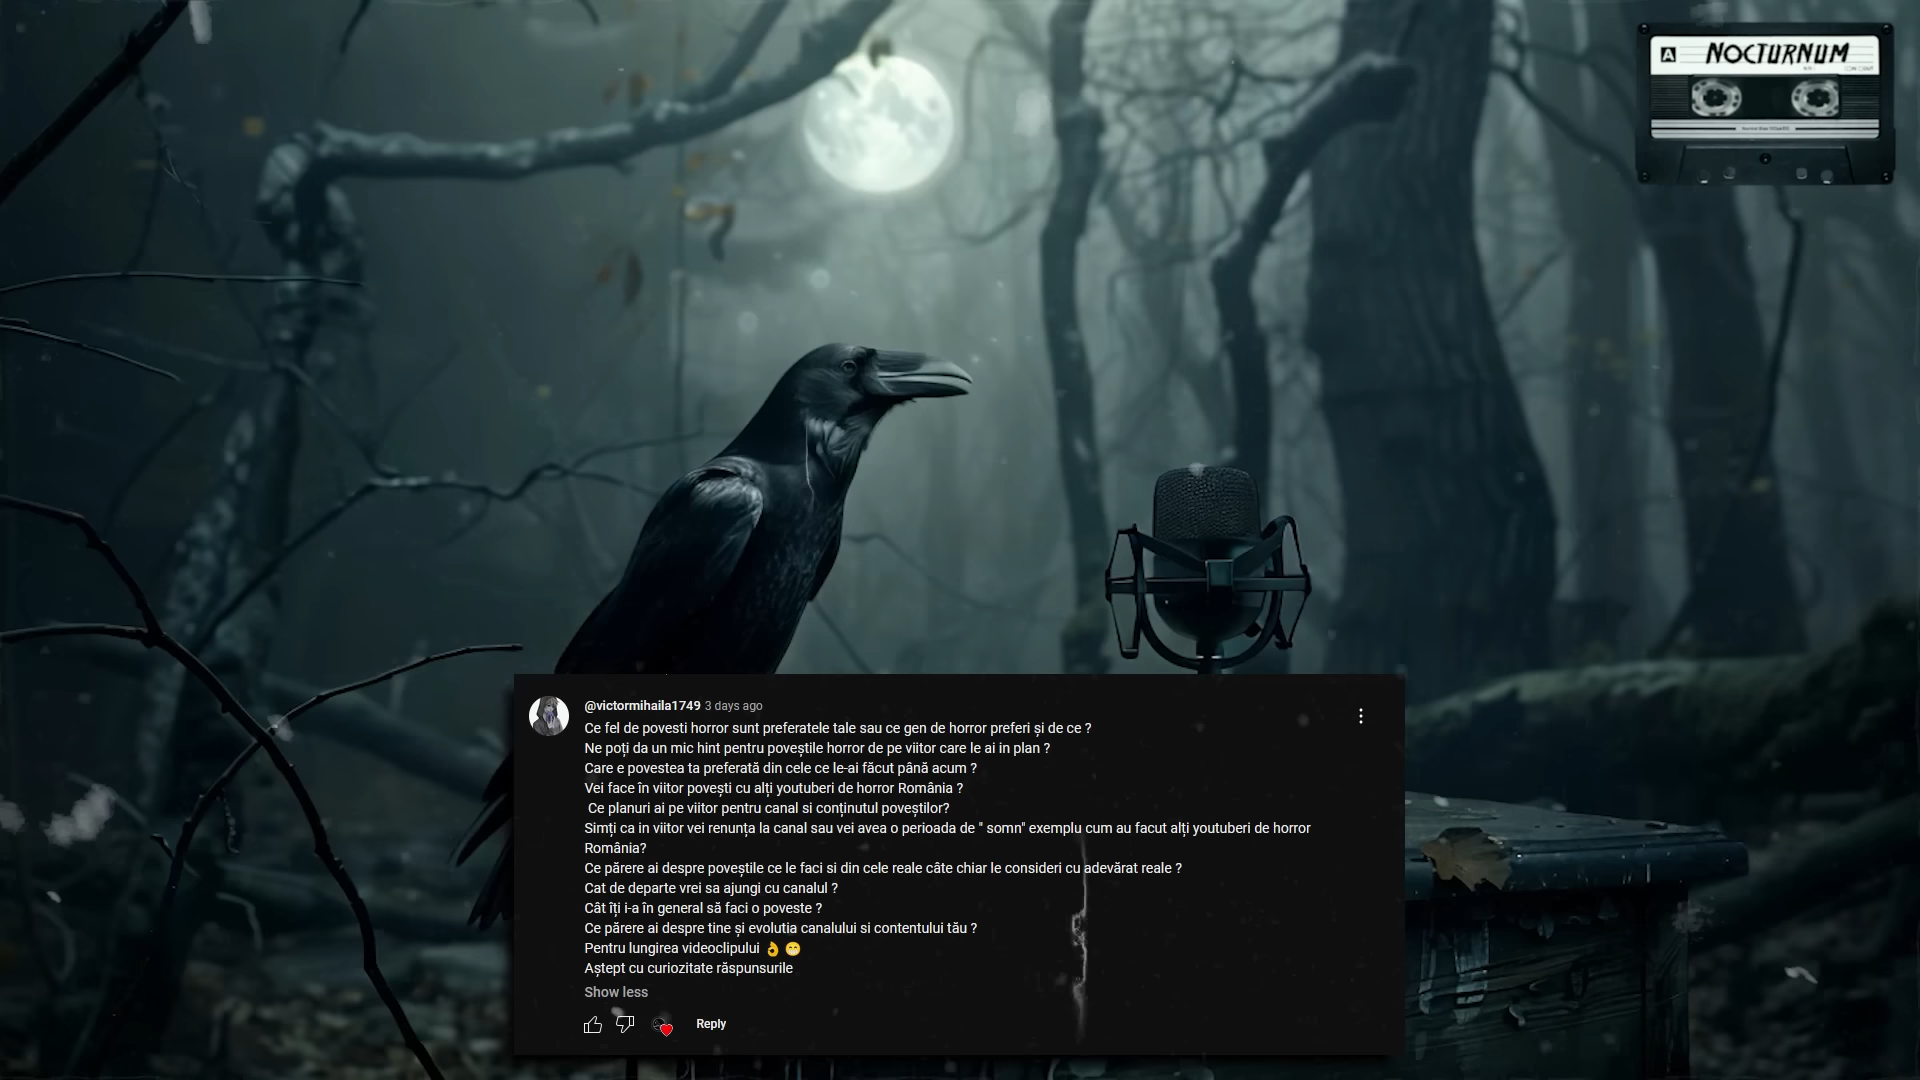 A NOCTURNUM
@victormihaila1749 3 days ago
Ce fel de povesti horror sunt preferatele tale sau ce gen de horror preferi și de ce ?
Ne poți da un mic hint pentru poveștile horror de pe viitor care le ai in plan ?
Care e povestea ta preferată din cele ce le-ai făcut până acum ?
Vei face în viitor povești cu alți youtuberi de horror România ?
Ce planuri ai pe viitor pentru canal si conținutul poveștilor?
Simți ca in viitor vei renunța la canal sau vei avea o perioada de " somn" exemplu cum au facut alți youtuberi de horror
România?
Ce părere ai despre poveștile ce le faci si din cele reale câte chiar le consideri cu adevărat reale ?
Cat de departe vrei sa ajungi cu canalul ?
Cât îți i-a în general să faci o poveste ?
Ce părere ai despre tine și evolutia canalului si contentului tău ?
Pentru lungirea videoclipului 👌 😁
Aștept cu curiozitate răspunsurile
Show less
Reply